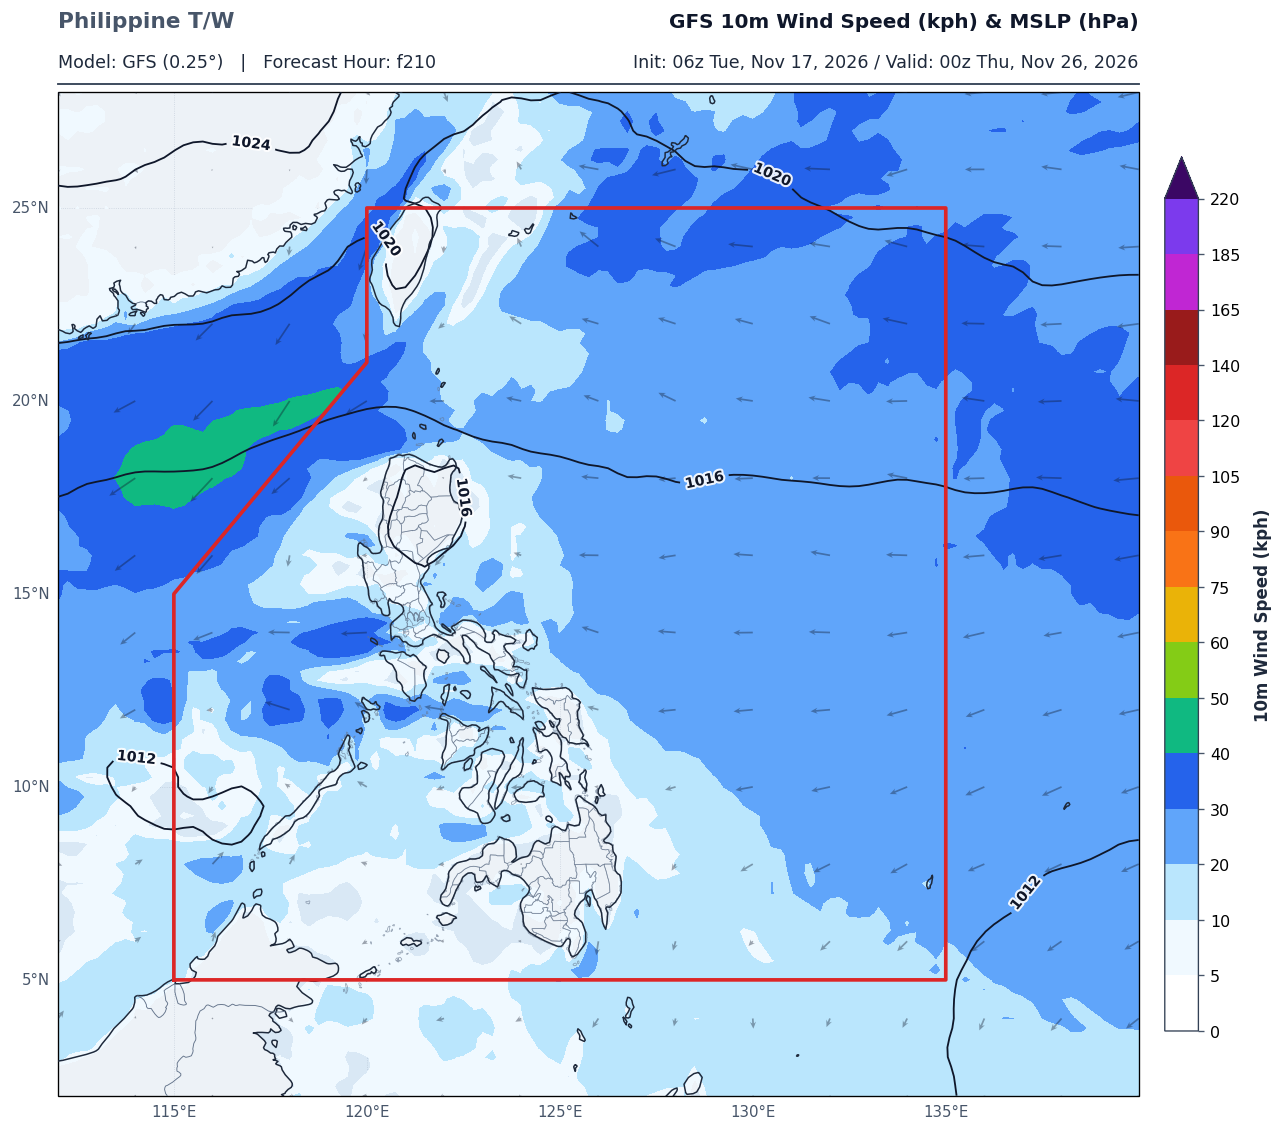 Philippine T/W
GFS 10m Wind Speed (kph) & MSLP (hPa)
Model: GFS (0.25°)   |   Forecast Hour: f210
Init: 06z Tue, Nov 17, 2026 / Valid: 00z Thu, Nov 26, 2026
1024
1020
1020
1016
1016
1012
1012
25°N
20°N
15°N
10°N
5°N
115°E
120°E
125°E
130°E
135°E
220
185
165
140
120
105
90
75
60
50
40
30
20
10
5
0
10m Wind Speed (kph)